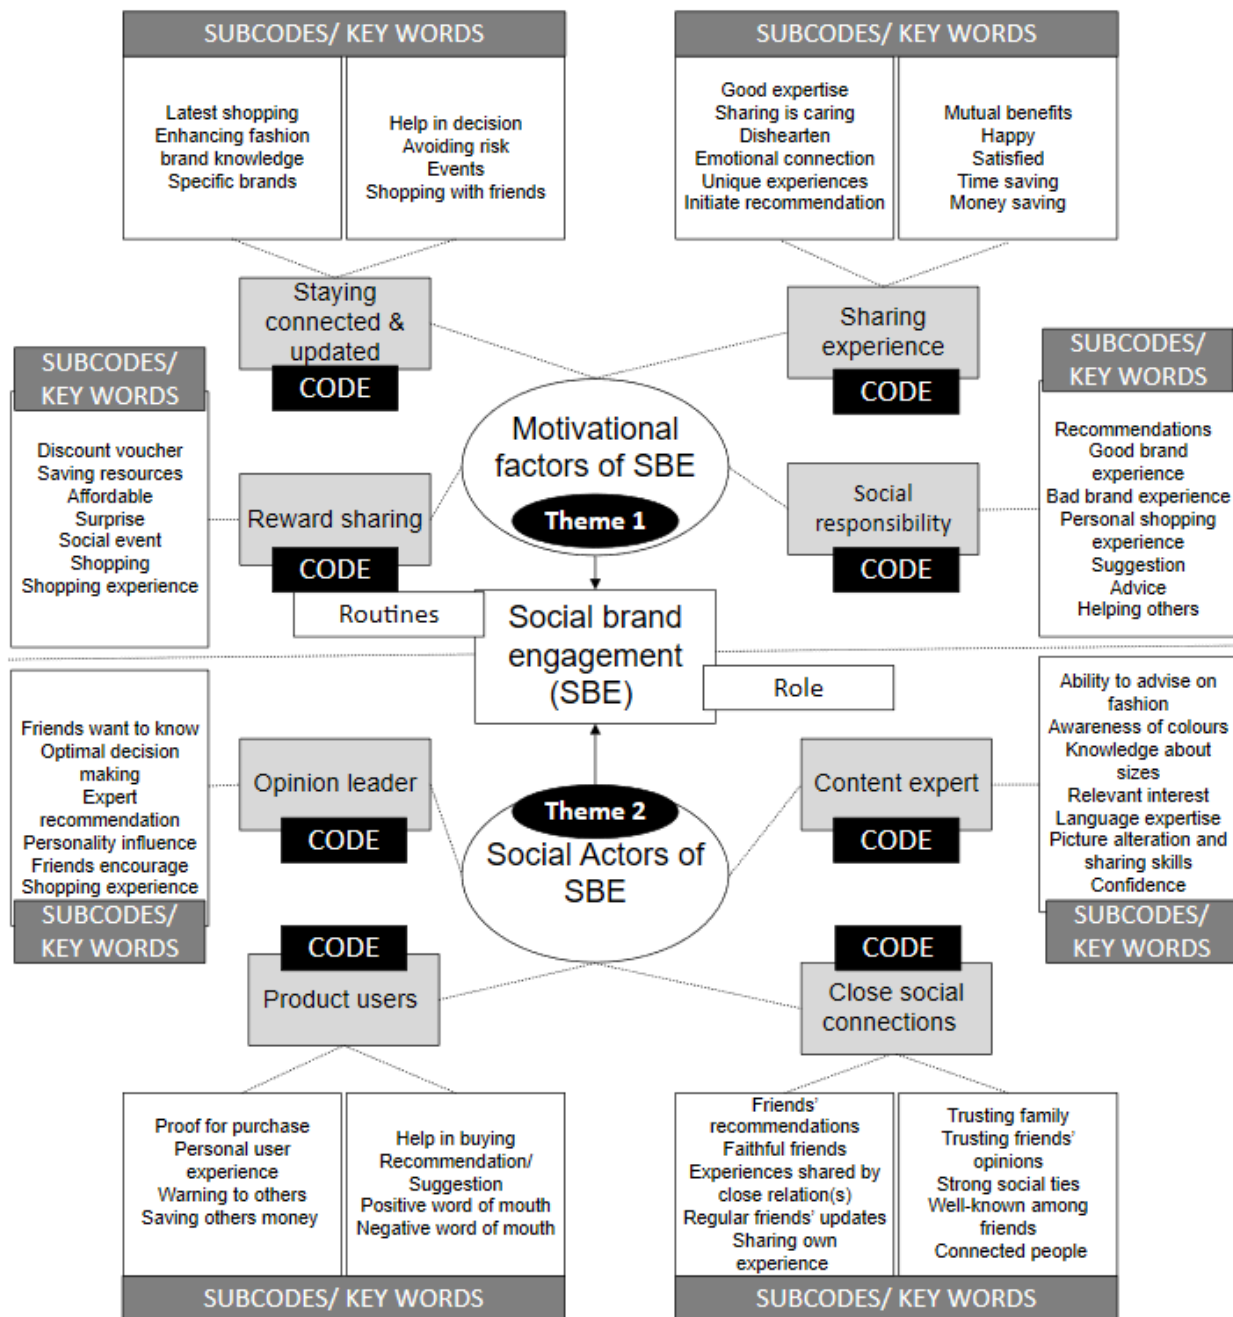 SUBCODES/ KEY WORDS
Latest shopping
Enhancing fashion
brand knowledge
Specific brands
Help in decision
Avoiding risk
Events
Shopping with friends
SUBCODES/ KEY WORDS
Good expertise
Sharing is caring
Dishearten
Emotional connection
Unique experiences
Initiate recommendation
Mutual benefits
Happy
Satisfied
Time saving
Money saving
Staying
connected &
updated
CODE
Sharing
experience
CODE
SUBCODES/
KEY WORDS
Discount voucher
Saving resources
Affordable
Surprise
Social event
Shopping
Shopping experience
Reward sharing
CODE
Motivational
factors of SBE
Theme 1
Social
responsibility
CODE
SUBCODES/
KEY WORDS
Recommendations
Good brand
experience
Bad brand experience
Personal shopping
experience
Suggestion
Advice
Helping others
Routines
Social brand
engagement
(SBE)
Role
Friends want to know
Optimal decision
making
Expert
recommendation
Personality influence
Friends encourage
Shopping experience
SUBCODES/
KEY WORDS
Opinion leader
CODE
Theme 2
Social Actors of
SBE
Content expert
CODE
Ability to advise on
fashion
Awareness of colours
Knowledge about
sizes
Relevant interest
Language expertise
Picture alteration and
sharing skills
Confidence
SUBCODES/
KEY WORDS
CODE
Product users
CODE
Close social
connections
Proof for purchase
Personal user
experience
Warning to others
Saving others money
Help in buying
Recommendation/
Suggestion
Positive word of mouth
Negative word of mouth
SUBCODES/ KEY WORDS
Friends’
recommendations
Faithful friends
Experiences shared by
close relation(s)
Regular friends’ updates
Sharing own
experience
Trusting family
Trusting friends’
opinions
Strong social ties
Well-known among
friends
Connected people
SUBCODES/ KEY WORDS